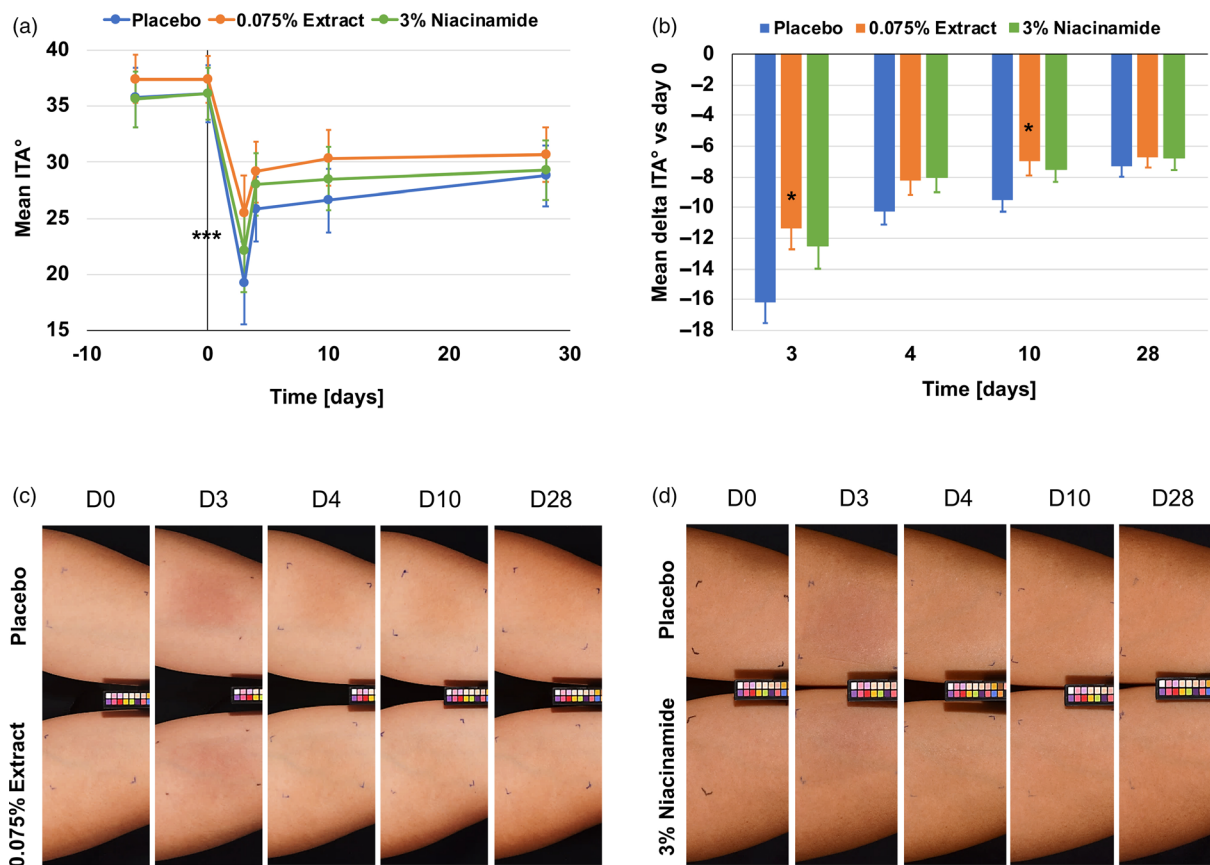 (a)
Placebo 0.075% Extract 3% Niacinamide
40
35
30
25
20
15
Mean ITA°
***
-10 0 10 20 30
Time [days]
(b)
Placebo 0.075% Extract 3% Niacinamide
0
−2
−4
−6
−8
−10
−12
−14
−16
−18
Mean delta ITA° vs day 0
*
*
3 4 10 28
Time [days]
(c)
D0 D3 D4 D10 D28
Placebo
0.075% Extract
(d)
D0 D3 D4 D10 D28
Placebo
3% Niacinamide